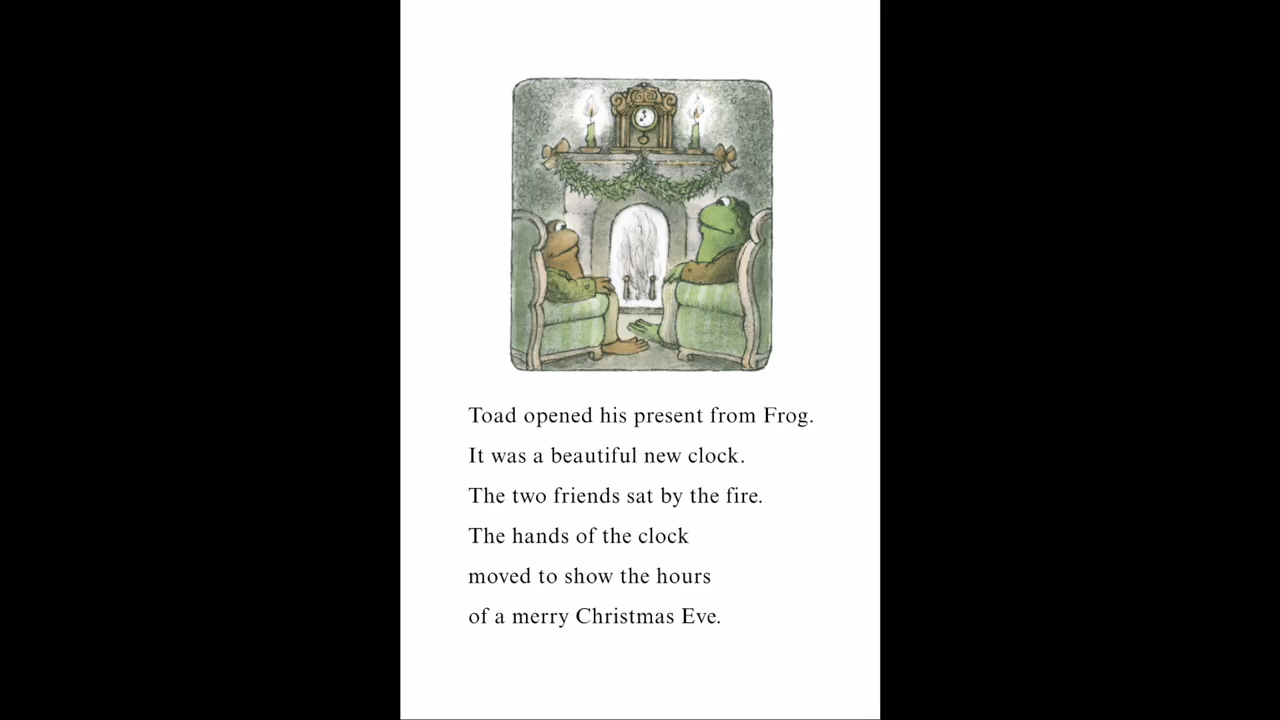 Toad opened his present from Frog.
It was a beautiful new clock.
The two friends sat by the fire.
The hands of the clock
moved to show the hours
of a merry Christmas Eve.